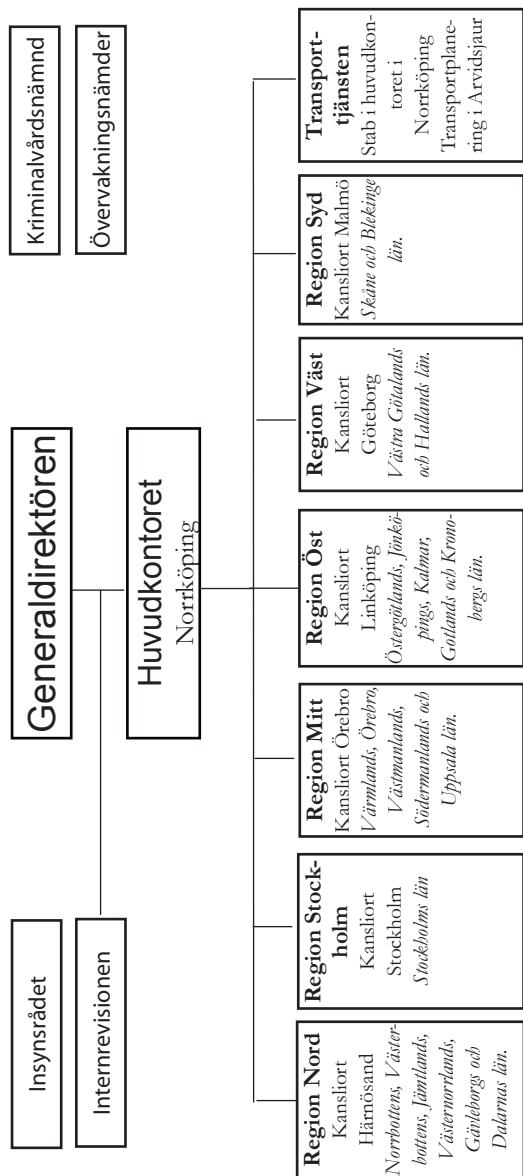 Insynsrådet
Internrevisionen
Generaldirektören
Huvudkontoret
Norrköping
Kriminalvårdsnämnd
Övervakningsnämder
Region Nord
Kansliort
Härnösand
Norrbottens, Väster-
bottens, Jämtlands,
Västernorrlands,
Gävleborgs och
Dalarnas län.
Region Stock-
holm
Kansliort
Stockholm
Stockholms län
Region Mitt
Kansliort Örebro
Värmlands, Örebro,
Västmanlands,
Södermanlands och
Uppsala län.
Region Öst
Kansliort
Linköping
Östergötlands, Jönkö-
pings, Kalmar,
Gotlands och Krono-
bergs län.
Region Väst
Kansliort
Göteborg
Västra Götalands
och Hallands län.
Region Syd
Kansliort Malmö
Skåne och Blekinge
län.
Transport-
tjänsten
Stab i huvudkon-
toret i
Norrköping
Transportplane-
ring i Arvidsjaur